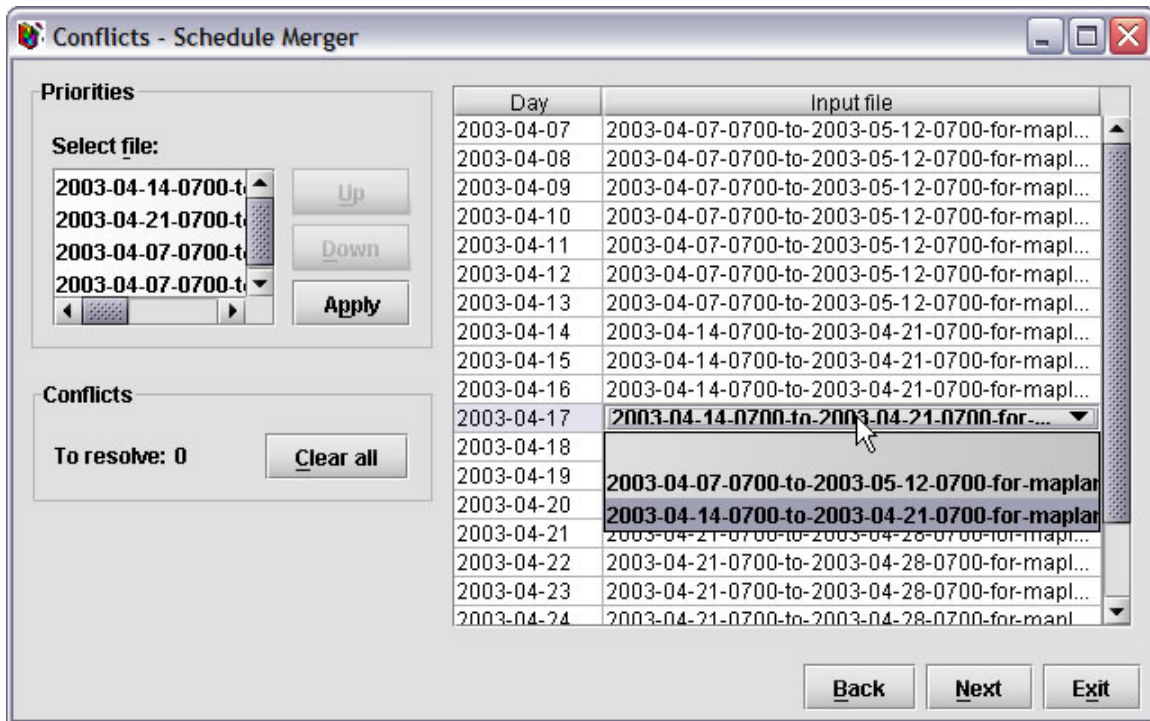 Conflicts - Schedule Merger
Priorities
Select file:
2003-04-14-0700-t
2003-04-21-0700-t
2003-04-07-0700-t
2003-04-07-0700-t
Up
Down
Apply
Conflicts
To resolve: 0
Clear all
Day Input file
2003-04-07 2003-04-07-0700-to-2003-05-12-0700-for-mapl...
2003-04-08 2003-04-07-0700-to-2003-05-12-0700-for-mapl...
2003-04-09 2003-04-07-0700-to-2003-05-12-0700-for-mapl...
2003-04-10 2003-04-07-0700-to-2003-05-12-0700-for-mapl...
2003-04-11 2003-04-07-0700-to-2003-05-12-0700-for-mapl...
2003-04-12 2003-04-07-0700-to-2003-05-12-0700-for-mapl...
2003-04-13 2003-04-07-0700-to-2003-05-12-0700-for-mapl...
2003-04-14 2003-04-14-0700-to-2003-04-21-0700-for-mapl...
2003-04-15 2003-04-14-0700-to-2003-04-21-0700-for-mapl...
2003-04-16 2003-04-14-0700-to-2003-04-21-0700-for-mapl...
2003-04-17 2003-04-14-0700-to-2003-04-21-0700-for-...
2003-04-18
2003-04-19 2003-04-07-0700-to-2003-05-12-0700-for-maplan
2003-04-20 2003-04-14-0700-to-2003-04-21-0700-for-maplan
2003-04-21 2003-04-21-0700-to-2003-04-28-0700-for-mapl...
2003-04-22 2003-04-21-0700-to-2003-04-28-0700-for-mapl...
2003-04-23 2003-04-21-0700-to-2003-04-28-0700-for-mapl...
2003-04-24 2003-04-21-0700-to-2003-04-28-0700-for-mapl...
Back
Next
Exit